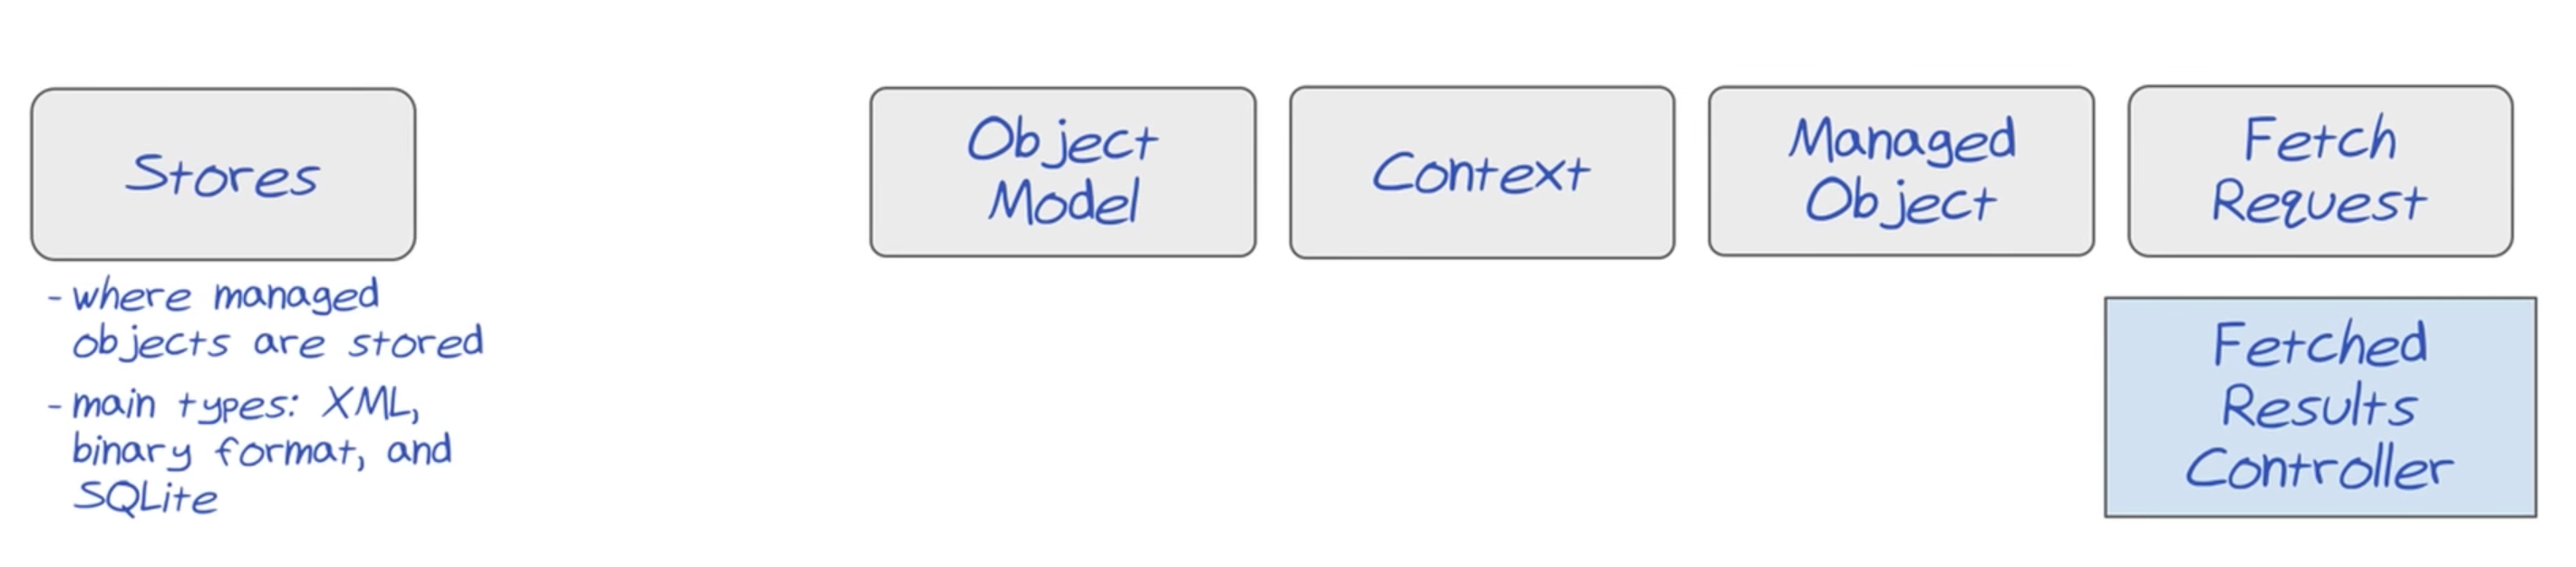 Stores
- where managed
objects are stored
- main types: XML,
binary format, and
SQLite
Object
Model
Context
Managed
Object
Fetch
Request
Fetched
Results
Controller